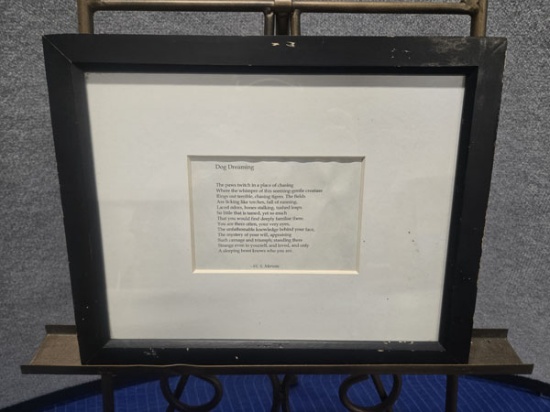 Dog Dreaming
The paws twitch in a place of chasing
Where the whimper of this seeming-gentle creature
Rings out terrible, chasing tigers. The fields
Are licking like torches, full of running,
Laced odors, bones stalking, tushed leaps.
So little that is tamed, yet so much
That you would find deeply familiar there.
You are there often, your very eyes,
The unfathomable knowledge behind your face,
The mystery of your will, appraising
Such carnage and triumph; standing there
Strange even to yourself, and loved, and only
A sleeping beast knows who you are.
-W. S. Merwin